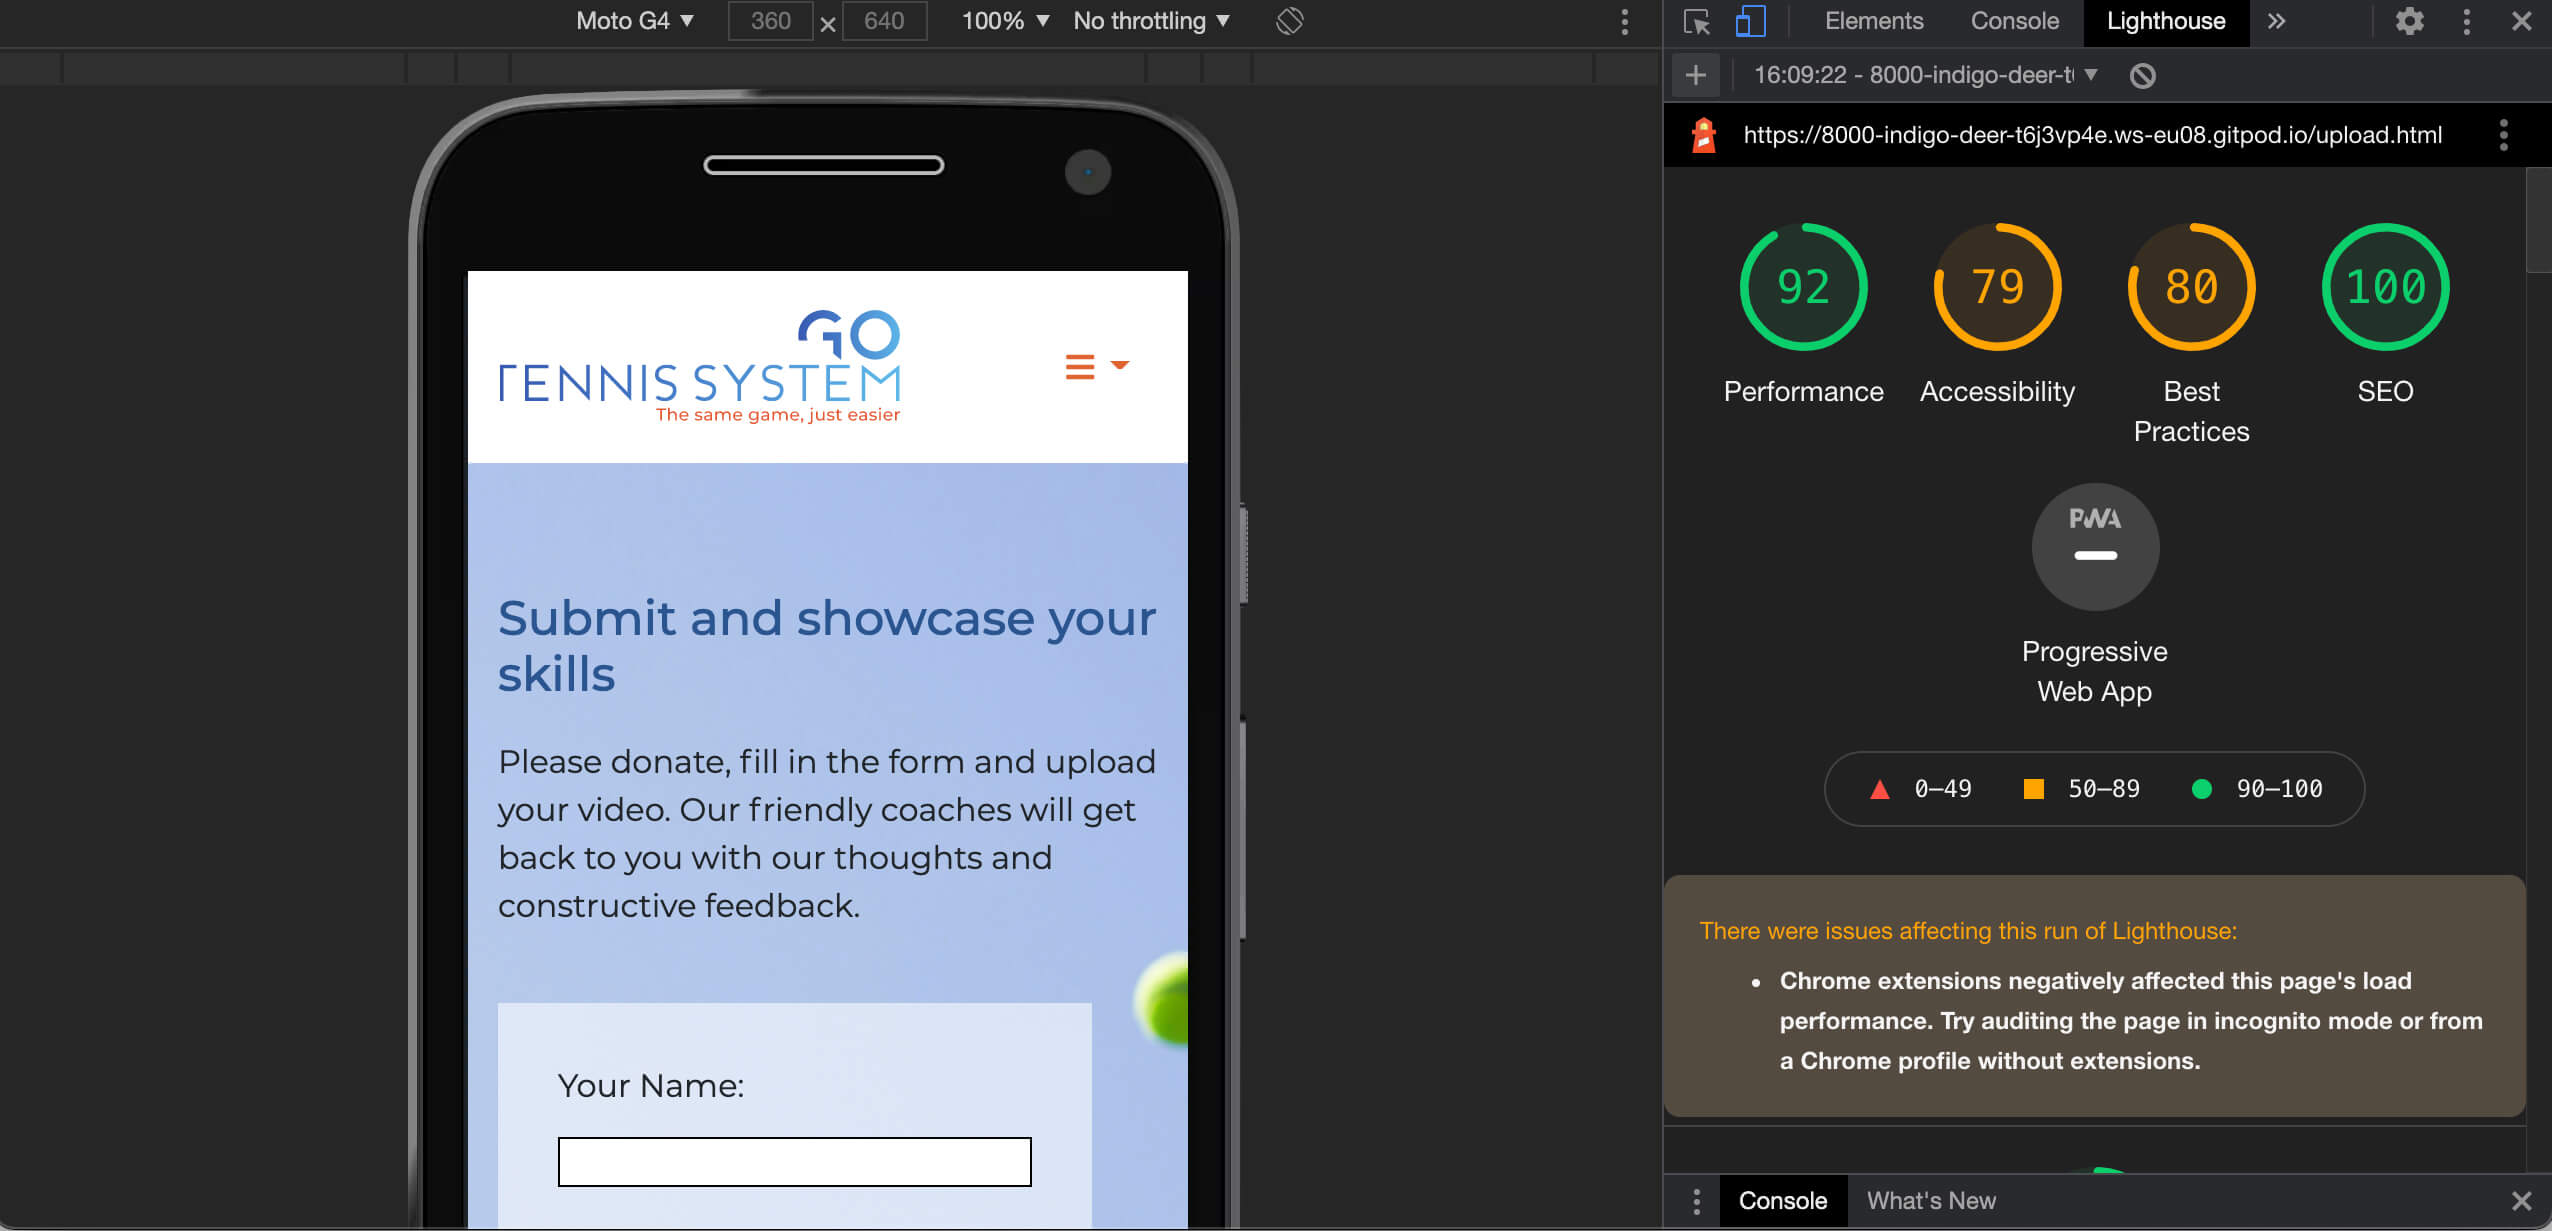 Moto G4 ▼ 360 × 640 100% ▼ No throttling ▼
Elements Console Lighthouse »
+ 16:09:22 - 8000-indigo-deer-t ▼
https://8000-indigo-deer-t6j3vp4e.ws-eu08.gitpod.io/upload.html
GO
TENNIS SYSTEM
The same game, just easier
Submit and showcase your
skills
Please donate, fill in the form and upload
your video. Our friendly coaches will get
back to you with our thoughts and
constructive feedback.
Your Name:
92 79 80 100
Performance Accessibility Best SEO
Practices
PWA
Progressive
Web App
0–49 50–89 90–100
There were issues affecting this run of Lighthouse:
• Chrome extensions negatively affected this page's load
performance. Try auditing the page in incognito mode or from
a Chrome profile without extensions.
Console What's New